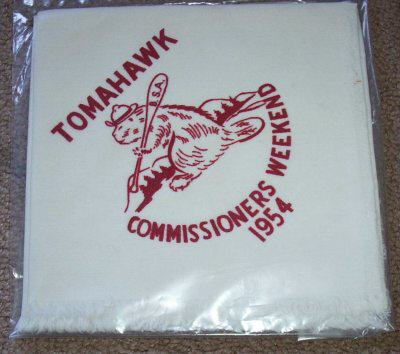 TOMAHAWK
B.S.A.
COMMISSIONERS WEEKEND
1954